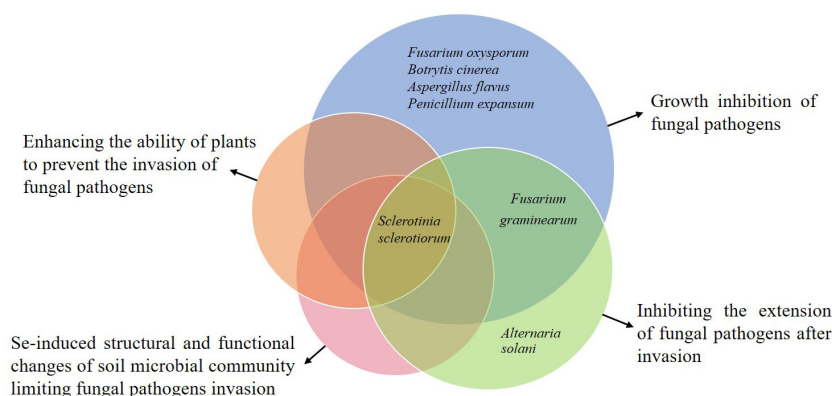 Fusarium oxysporum
Botrytis cinerea
Aspergillus flavus
Penicillium expansum
Growth inhibition of
fungal pathogens
Enhancing the ability of plants
to prevent the invasion of
fungal pathogens
Fusarium
graminearum
Sclerotinia
sclerotiorum
Inhibiting the extension
of fungal pathogens after
invasion
Alternaria
solani
Se-induced structural and functional
changes of soil microbial community
limiting fungal pathogens invasion